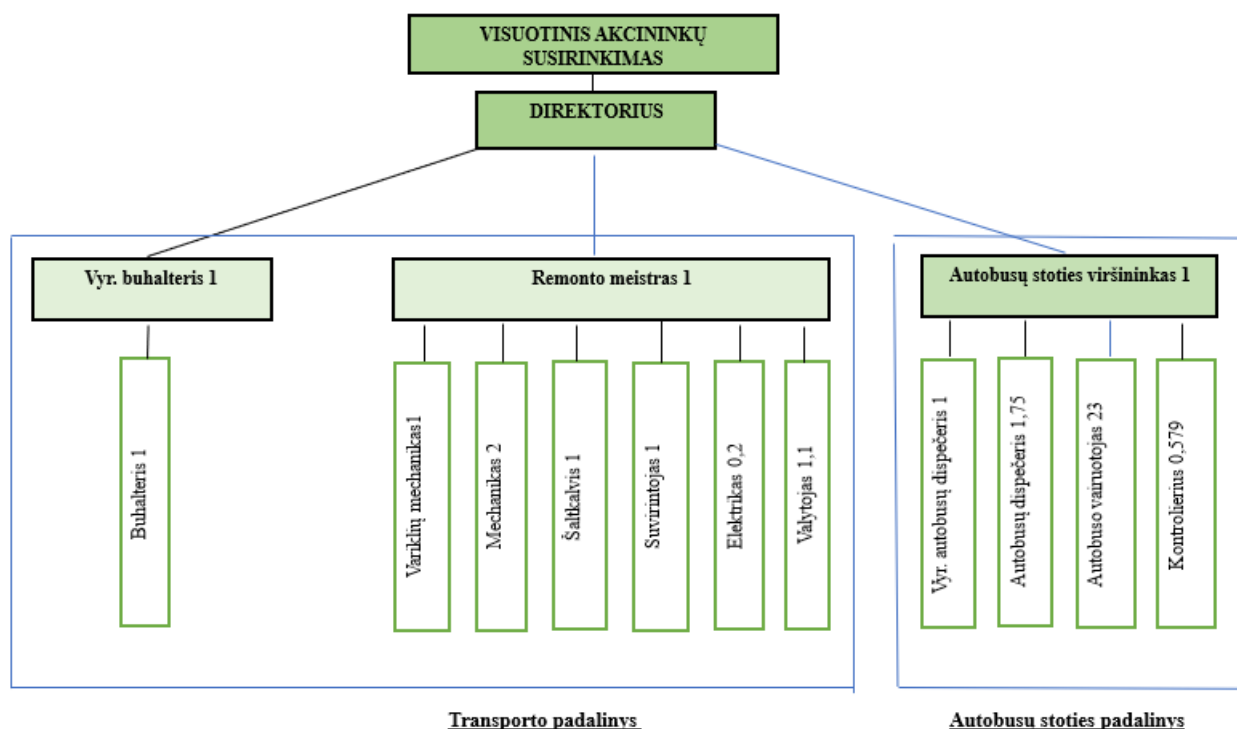 VISUOTINIS AKCININKŲ
SUSIRINKIMAS
DIREKTORIUS
Vyr. buhalteris 1
Remonto meistras 1
Autobusų stoties viršininkas 1
Buhalteris 1
Variklių mechanikas1
Mechanikas 2
Šaltkalvis 1
Suvirintojas 1
Elektrikas 0,2
Valytojas 1,1
Vyr. autobusų dispečeris 1
Autobusų dispečeris 1,75
Autobuso vairuotojas 23
Kontrolierius 0,579
Transporto padalinys
Autobusų stoties padalinys